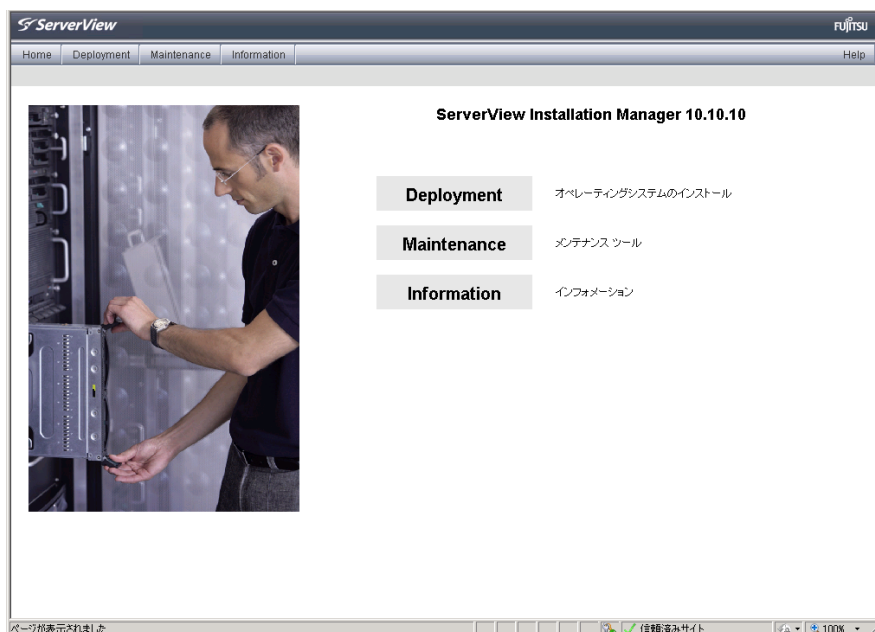 ServerView
FUJITSU
Home Deployment Maintenance Information Help
ServerView Installation Manager 10.10.10
Deployment オペレーティングシステムのインストール
Maintenance メンテナンス ツール
Information インフォメーション
ページが表示されました 信頼済みサイト 100%